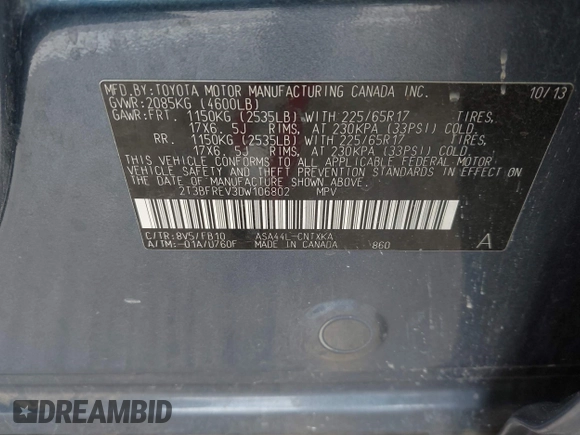 MFD.BY:TOYOTA MOTOR MANUFACTURING CANADA INC. 10/13
GVWR:2085KG (4600LB)
GAWR:FRT. 1150KG (2535LB) WITH 225/65R17 TIRES,
17X6.5J RIMS, AT 230KPA (33PSI) COLD.
RR. 1150KG (2535LB) WITH 225/65R17 TIRES,
17X6.5J RIMS, AT 230KPA (33PSI) COLD.
THIS VEHICLE CONFORMS TO ALL APPLICABLE FEDERAL MOTOR
VEHICLE SAFETY AND THEFT PREVENTION STANDARDS IN EFFECT
ON THE DATE OF MANUFACTURE SHOWN ABOVE.
2T3BFREV3DW106802 MPV
C/TR:8V5/FB10 ASA44L-CNTXKA
A/TM:-01A/U760F MADE IN CANADA 860 A
DREAMBID